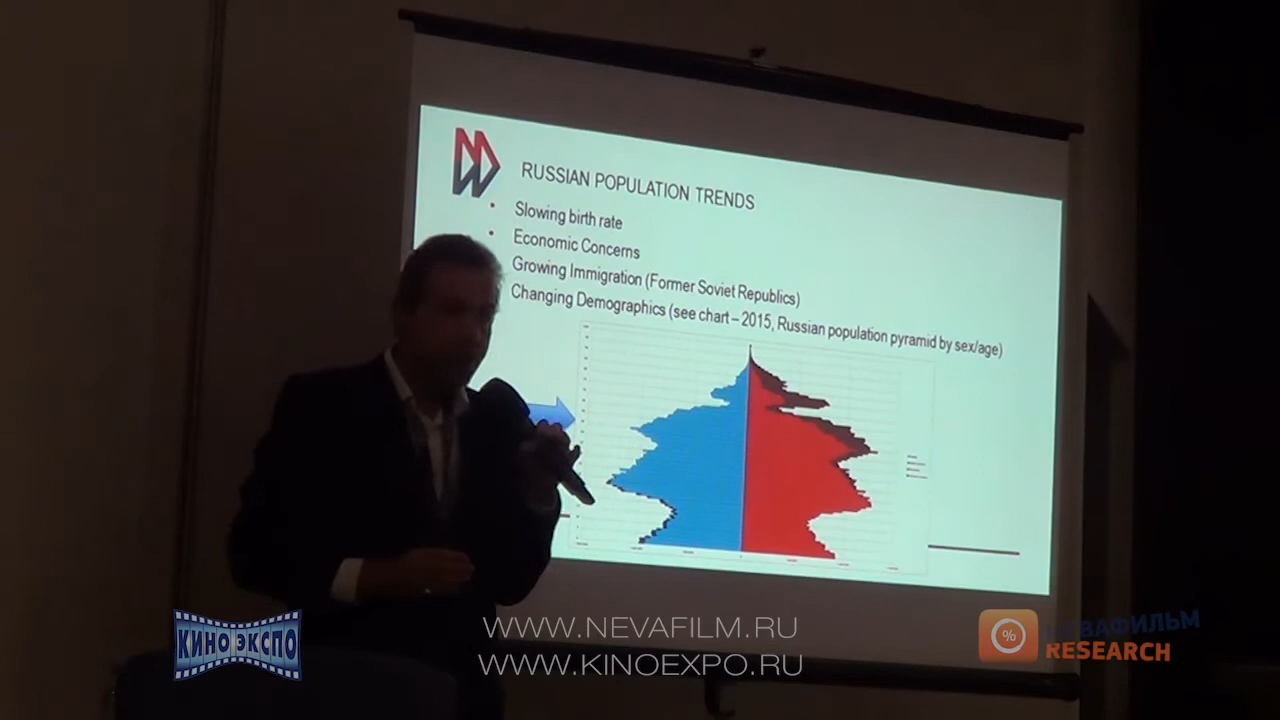 RUSSIAN POPULATION TRENDS
Slowing birth rate
Economic Concerns
Growing Immigration (Former Soviet Republics)
Changing Demographics (see chart – 2015, Russian population pyramid by sex/age)
КИНО ЭКСПО
WWW.NEVAFILM.RU
WWW.KINOEXPO.RU
%
НЕВАФИЛЬМ
RESEARCH